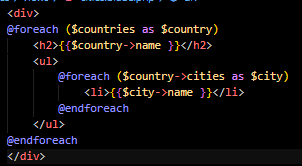 <div>
@foreach ($countries as $country)
<h2>{{$country->name }}</h2>
<ul>
@foreach ($country->cities as $city)
<li>{{$city->name }}</li>
@endforeach
</ul>
@endforeach
</div>